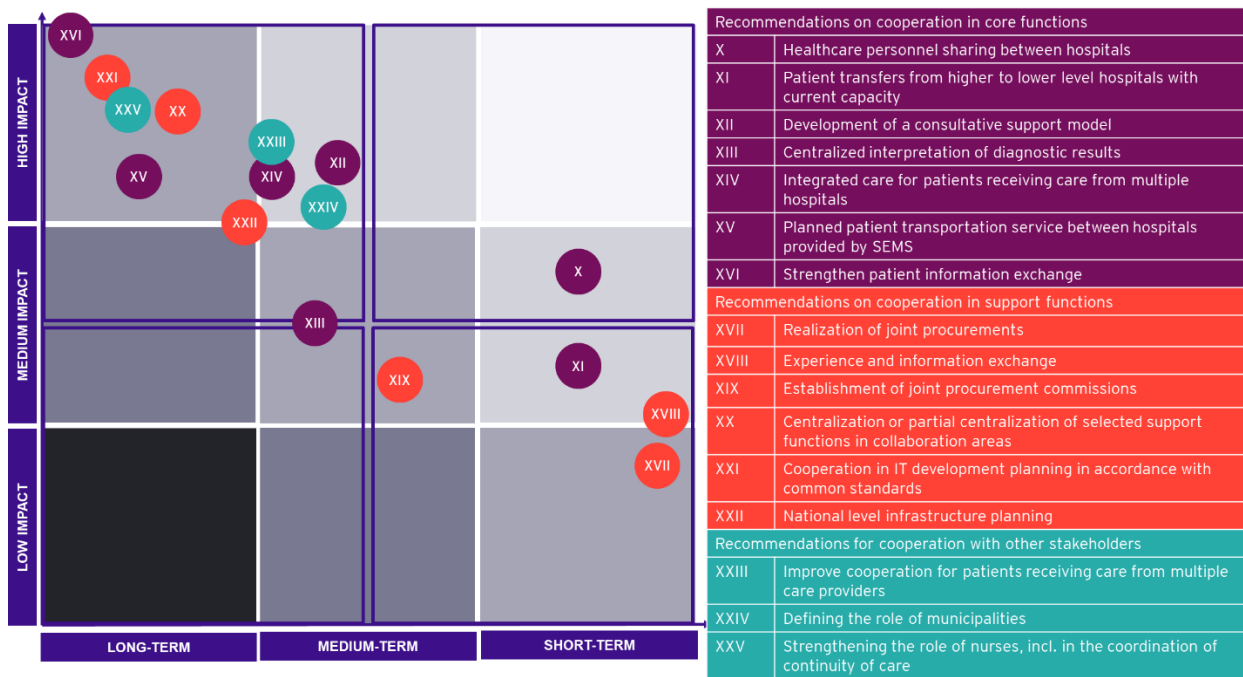 HIGH IMPACT
MEDIUM IMPACT
LOW IMPACT
XVI
XXI
XXV
XX
XV
XXIII
XIV
XII
XXIV
XXII
X
XIII
XIX
XI
XVIII
XVII
LONG-TERM
MEDIUM-TERM
SHORT-TERM
Recommendations on cooperation in core functions
X Healthcare personnel sharing between hospitals
XI Patient transfers from higher to lower level hospitals with
current capacity
XII Development of a consultative support model
XIII Centralized interpretation of diagnostic results
XIV Integrated care for patients receiving care from multiple
hospitals
XV Planned patient transportation service between hospitals
provided by SEMS
XVI Strengthen patient information exchange
Recommendations on cooperation in support functions
XVII Realization of joint procurements
XVIII Experience and information exchange
XIX Establishment of joint procurement commissions
XX Centralization or partial centralization of selected support
functions in collaboration areas
XXI Cooperation in IT development planning in accordance with
common standards
XXII National level infrastructure planning
Recommendations for cooperation with other stakeholders
XXIII Improve cooperation for patients receiving care from multiple
care providers
XXIV Defining the role of municipalities
XXV Strengthening the role of nurses, incl. in the coordination of
continuity of care